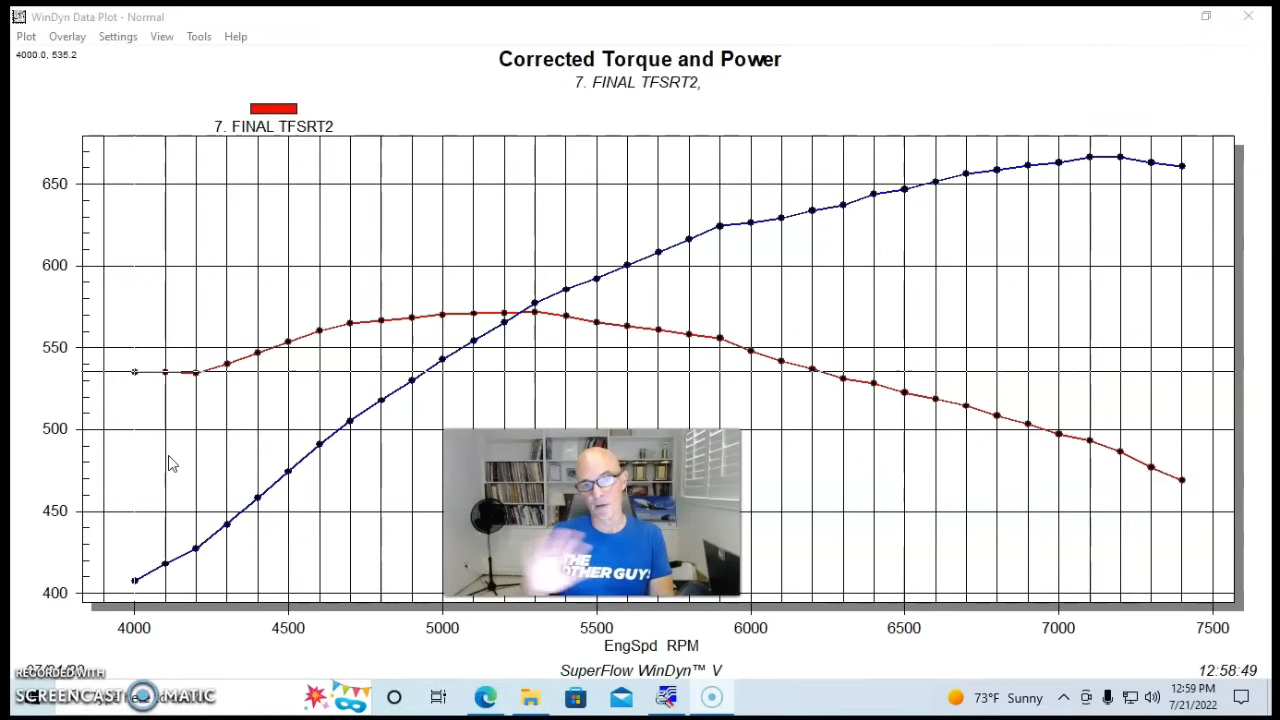 WinDyn Data Plot - Normal
Plot Overlay Settings View Tools Help
4000.0, 535.2
Corrected Torque and Power
7. FINAL TFSRT2,
7. FINAL TFSRT2
650
600
550
500
450
400
4000 4500 5000 5500 6000 6500 7000 7500
EngSpd RPM
THE
OTHER GUYS
SuperFlow WinDyn™ V
12:58:49
RECORDED WITH
SCREENCAST MATIC
73°F Sunny
12:59 PM
7/21/2022